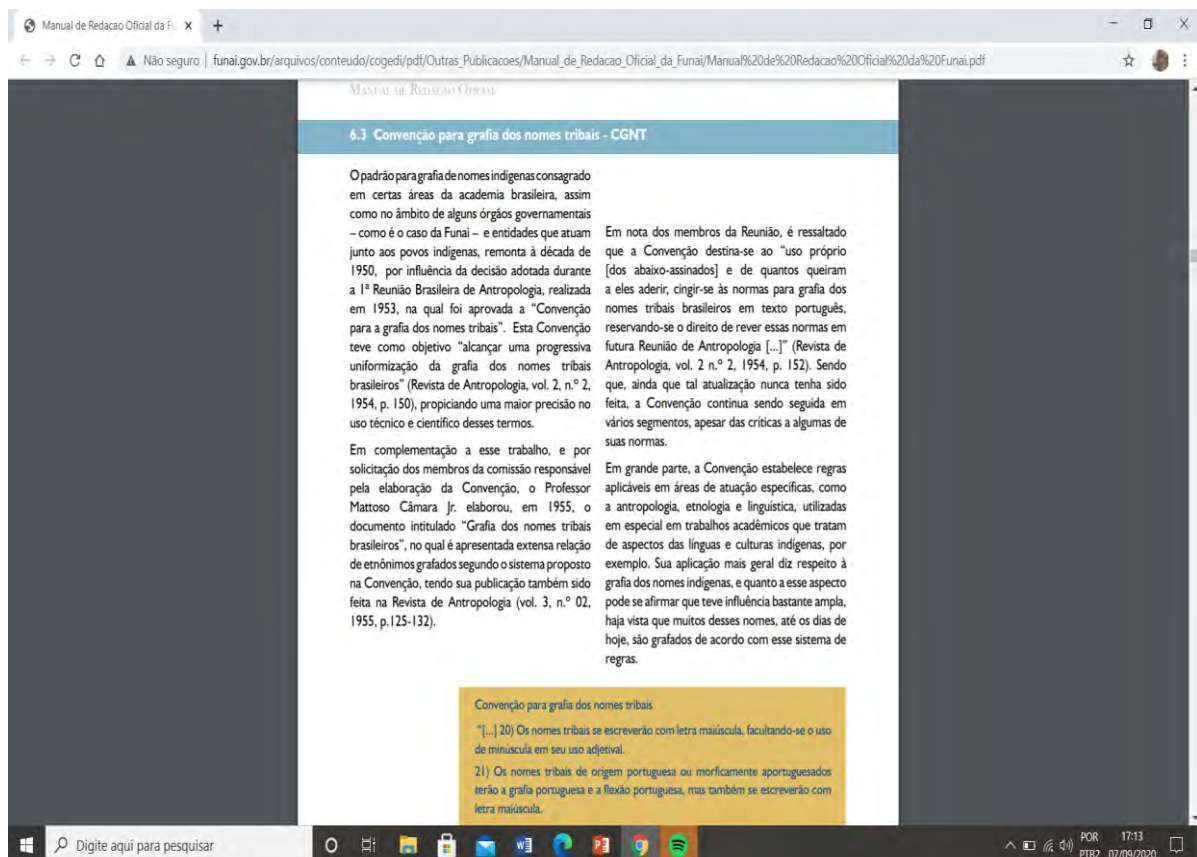 Manual de Redacao Oficial da F
Não seguro | funai.gov.br/arquivos/conteudo/cogedi/pdf/Outras_Publicacoes/Manual_de_Redacao_Oficial_da_Funai/Manual%20de%20Redacao%20Oficial%20da%20Funai.pdf
MANUAL DE REDAÇÃO OFICIAL
6.3 Convenção para grafia dos nomes tribais - CGNT
O padrão para grafia de nomes indígenas consagrado
em certas áreas da academia brasileira, assim
como no âmbito de alguns órgãos governamentais
– como é o caso da Funai – e entidades que atuam
junto aos povos indígenas, remonta à década de
1950, por influência da decisão adotada durante
a 1ª Reunião Brasileira de Antropologia, realizada
em 1953, na qual foi aprovada a “Convenção
para a grafia dos nomes tribais”. Esta Convenção
teve como objetivo “alcançar uma progressiva
uniformização da grafia dos nomes tribais
brasileiros” (Revista de Antropologia, vol. 2, n.º 2,
1954, p. 150), propiciando uma maior precisão no
uso técnico e científico desses termos.
Em complementação a esse trabalho, e por
solicitação dos membros da comissão responsável
pela elaboração da Convenção, o Professor
Mattoso Câmara Jr. elaborou, em 1955, o
documento intitulado “Grafia dos nomes tribais
brasileiros”, no qual é apresentada extensa relação
de etnônimos grafados segundo o sistema proposto
na Convenção, tendo sua publicação também sido
feita na Revista de Antropologia (vol. 3, n.º 02,
1955, p.125-132).
Em nota dos membros da Reunião, é ressaltado
que a Convenção destina-se ao “uso próprio
[dos abaixo-assinados] e de quantos queiram
a eles aderir, cingir-se às normas para grafia dos
nomes tribais brasileiros em texto português,
reservando-se o direito de rever essas normas em
futura Reunião de Antropologia [...]” (Revista de
Antropologia, vol. 2 n.º 2, 1954, p. 152). Sendo
que, ainda que tal atualização nunca tenha sido
feita, a Convenção continua sendo seguida em
vários segmentos, apesar das críticas a algumas de
suas normas.
Em grande parte, a Convenção estabelece regras
aplicáveis em áreas de atuação específicas, como
a antropologia, etnologia e linguística, utilizadas
em especial em trabalhos acadêmicos que tratam
de aspectos das línguas e culturas indígenas, por
exemplo. Sua aplicação mais geral diz respeito à
grafia dos nomes indígenas, e quanto a esse aspecto
pode se afirmar que teve influência bastante ampla,
haja vista que muitos desses nomes, até os dias de
hoje, são grafados de acordo com esse sistema de
regras.
Convenção para grafia dos nomes tribais
“[...] 20) Os nomes tribais se escreverão com letra maiúscula, facultando-se o uso
de minúscula em seu uso adjetival.
21) Os nomes tribais de origem portuguesa ou morficamente aportuguesados
terão a grafia portuguesa e a flexão portuguesa, mas também se escreverão com
letra maiúscula.
Digite aqui para pesquisar
POR 17:13
PTB2 07/09/2020